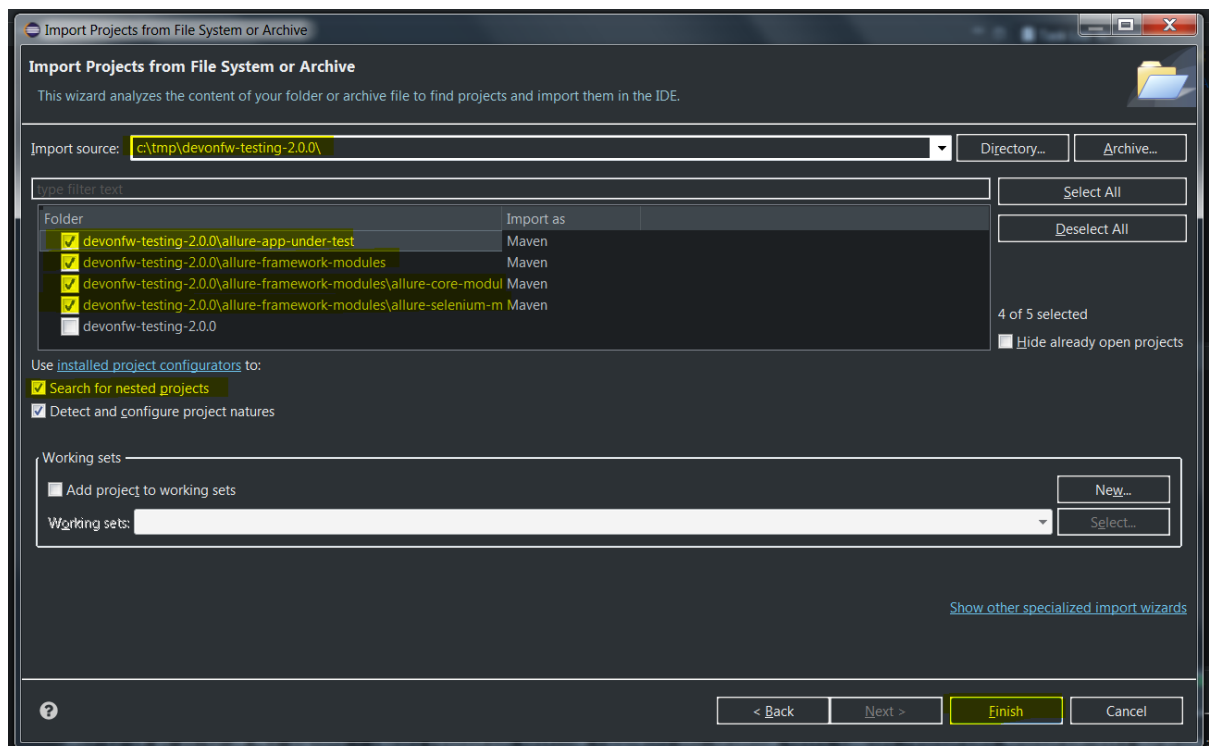 Import Projects from File System or Archive
Import Projects from File System or Archive
This wizard analyzes the content of your folder or archive file to find projects and import them in the IDE.
Import source: c:\tmp\devonfw-testing-2.0.0\ Directory... Archive...
type filter text Select All
Folder Import as
Deselect All
devonfw-testing-2.0.0\allure-app-under-test Maven
devonfw-testing-2.0.0\allure-framework-modules Maven
devonfw-testing-2.0.0\allure-framework-modules\allure-core-modul Maven
devonfw-testing-2.0.0\allure-framework-modules\allure-selenium-m Maven
devonfw-testing-2.0.0
4 of 5 selected
Hide already open projects
Use installed project configurators to:
Search for nested projects
Detect and configure project natures
Working sets
Add project to working sets New...
Working sets: Select...
Show other specialized import wizards
< Back Next > Finish Cancel